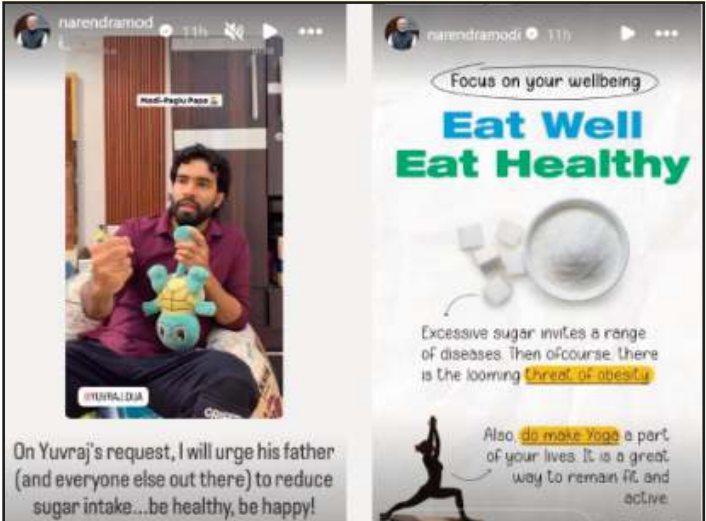 narendramod
11h
Modi-Paglu Papa
@YUVRAJ.DUA
On Yuvraj's request, I will urge his father
(and everyone else out there) to reduce
sugar intake...be healthy, be happy!
narendramodi 11h
Focus on your wellbeing
Eat Well
Eat Healthy
Excessive sugar invites a range
of diseases. Then ofcourse, there
is the looming threat of obesity
Also, do make Yoga a part
of your lives. It is a great
way to remain fit and
active